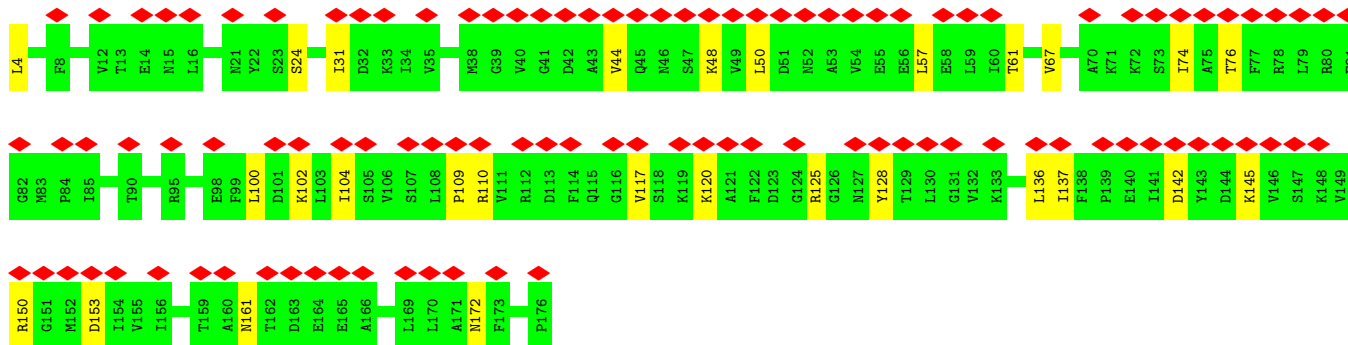 L4 F8 V12 T13 E14 N15 L16 N21 Y22 S23 S24 I31 D32 K33 I34 V35 M38 G39 V40 G41 D42 A43 V44 Q45 N46 S47 K48 V49 L50 D51 N52 A53 V54 E55 E56 L57 E58 L59 I60 T61 V67 A70 K71 K72 S73 I74 A75 T76 F77 R78 L79 R80
G82 M83 P84 I85 T90 R95 E98 F99 L100 D101 K102 L103 I104 S105 V106 S107 L108 P109 R110 V111 R112 D113 F114 Q115 G116 V117 S118 K119 K120 A121 F122 D123 G124 R125 G126 N127 Y128 T129 L130 G131 V132 K133 L136 I137 F138 P139 E140 I141 D142 Y143 D144 K145 V146 S147 K148 V149
R150 G151 M152 D153 I154 V155 I156 T159 A160 N161 T162 D163 E164 E165 A166 L169 L170 A171 N172 F173 P176